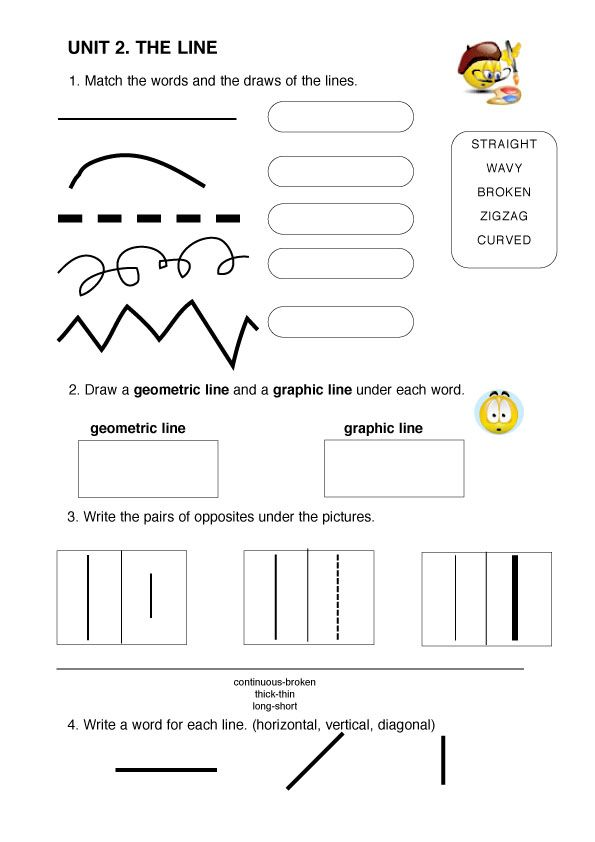 UNIT 2. THE LINE
1. Match the words and the draws of the lines.
STRAIGHT
WAVY
BROKEN
ZIGZAG
CURVED
2. Draw a geometric line and a graphic line under each word.
geometric line
graphic line
3. Write the pairs of opposites under the pictures.
continuous-broken
thick-thin
long-short
4. Write a word for each line. (horizontal, vertical, diagonal)